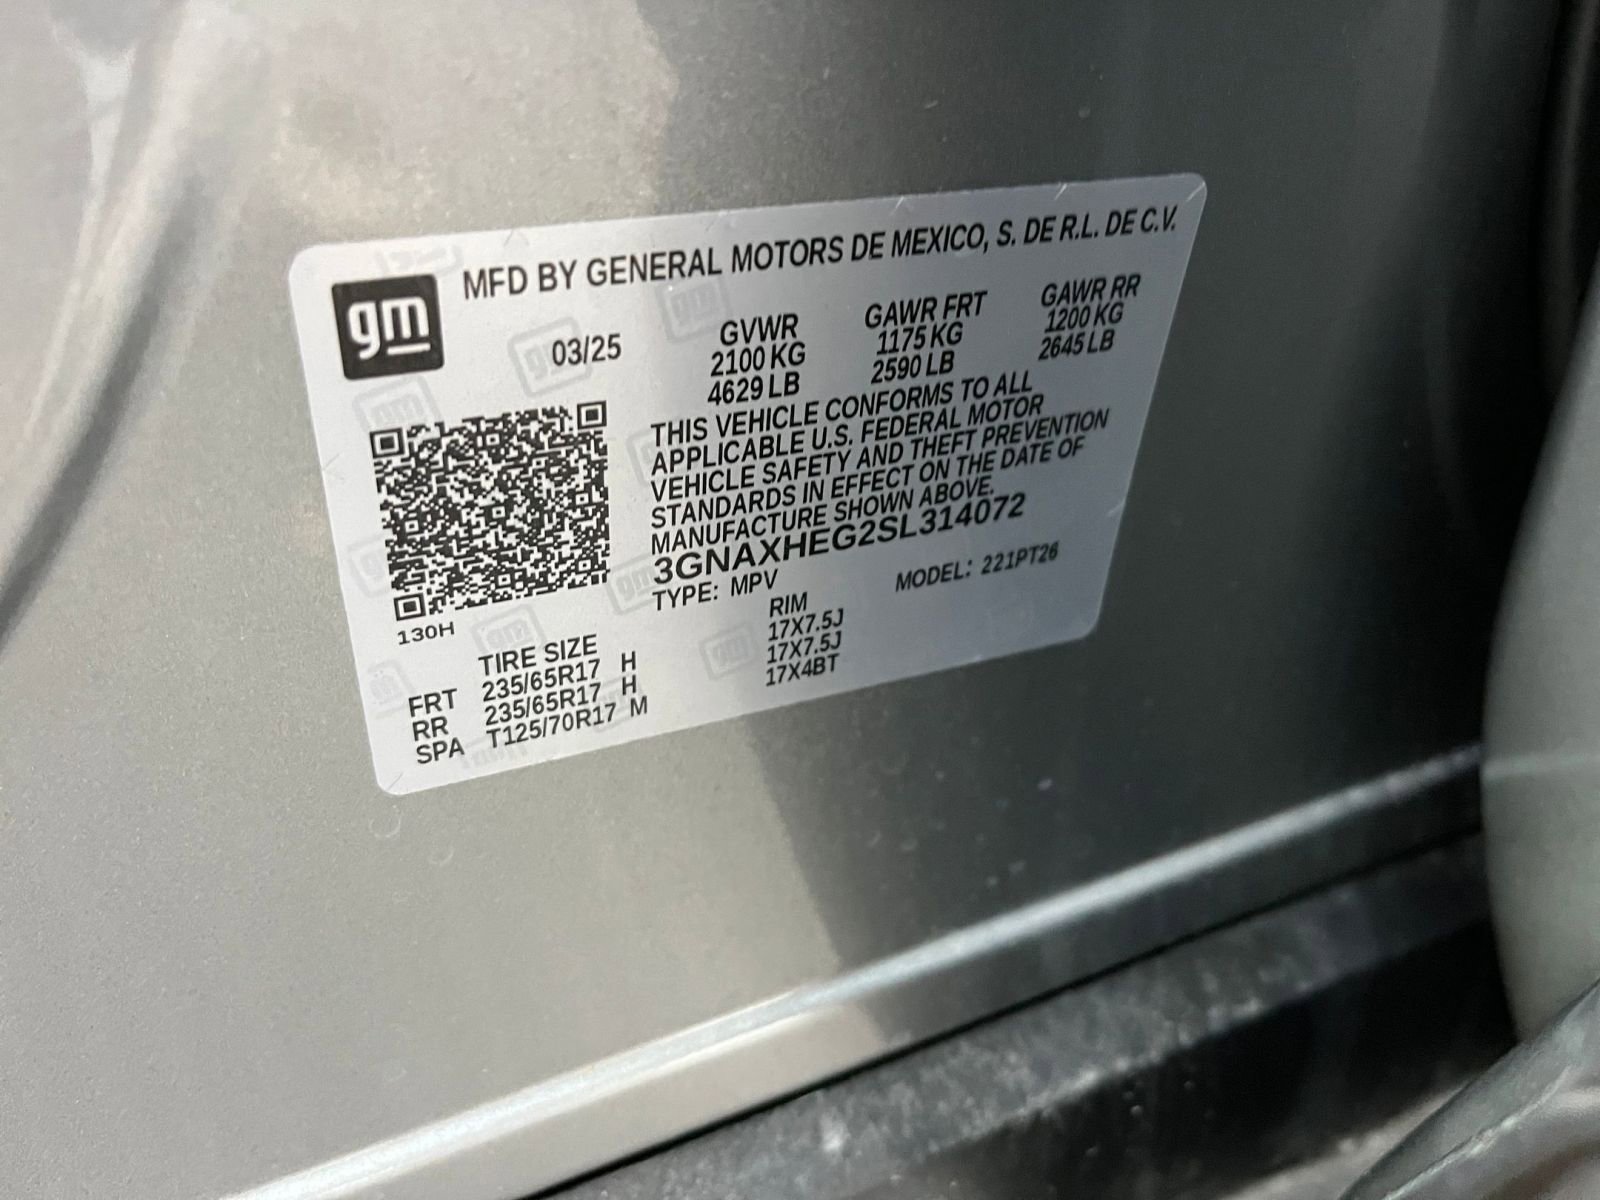 gm
MFD BY GENERAL MOTORS DE MEXICO, S. DE R.L. DE C.V.
03/25
GVWR GAWR FRT GAWR RR
2100 KG 1175 KG 1200 KG
4629 LB 2590 LB 2645 LB
THIS VEHICLE CONFORMS TO ALL
APPLICABLE U.S. FEDERAL MOTOR
VEHICLE SAFETY AND THEFT PREVENTION
STANDARDS IN EFFECT ON THE DATE OF
MANUFACTURE SHOWN ABOVE.
3GNAXHEG2SL314072
TYPE: MPV MODEL: 221PT26
130H
TIRE SIZE RIM
FRT 235/65R17 H 17X7.5J
RR 235/65R17 H 17X7.5J
SPA T125/70R17 M 17X4BT